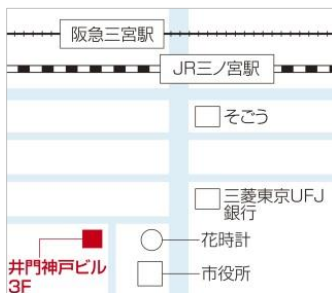 阪急三宮駅
JR三ノ宮駅
そごう
三菱東京UFJ
銀行
花時計
市役所
井門神戸ビル
3F